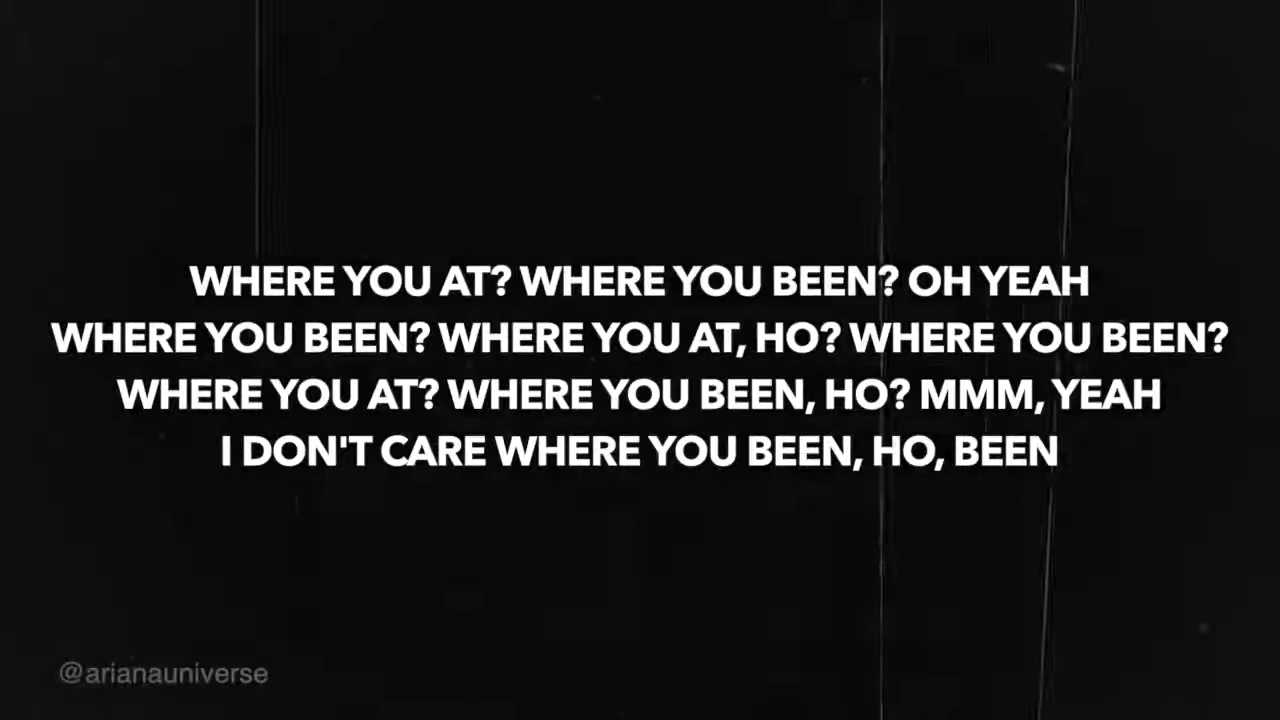 WHERE YOU AT? WHERE YOU BEEN? OH YEAH
WHERE YOU BEEN? WHERE YOU AT, HO? WHERE YOU BEEN?
WHERE YOU AT? WHERE YOU BEEN, HO? MMM, YEAH
I DON'T CARE WHERE YOU BEEN, HO, BEEN
@arianauniverse